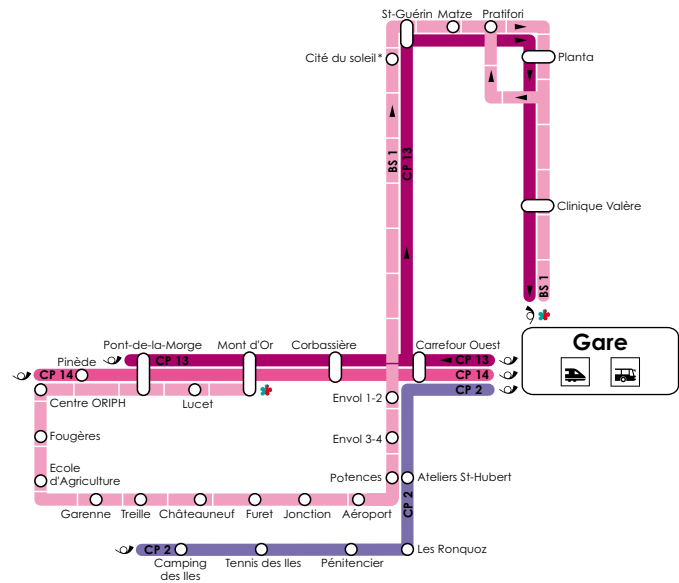 St-Guérin
Matze
Pratifori
Cité du soleil*
Planta
BS 1
CP 13
Clinique Valère
BS 1
Gare
Pont-de-la-Morge
Mont d'Or
Corbassière
Carrefour Ouest
CP 13
CP 13
Pinède
CP 14
CP 14
CP 2
Centre ORIPH
Lucet
Envol 1-2
Fougères
Envol 3-4
Ecole
d'Agriculture
Potences
Ateliers St-Hubert
CP 2
Garenne
Treille
Châteauneuf
Furet
Jonction
Aéroport
CP 2
Camping
des Iles
Tennis des Iles
Pénitencier
Les Ronquoz